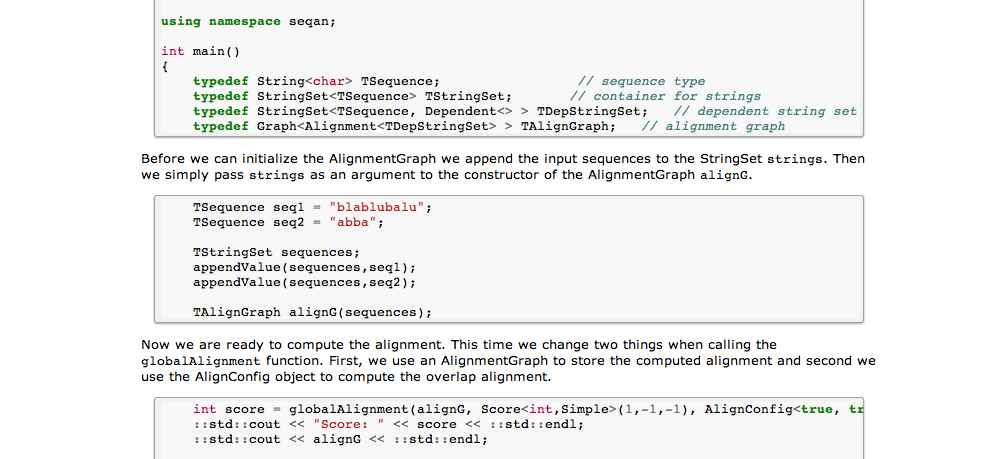 using namespace seqan;
int main()
{
typedef String<char> TSequence; // sequence type
typedef StringSet<TSequence> TStringSet; // container for strings
typedef StringSet<TSequence, Dependent<> > TDepStringSet; // dependent string set
typedef Graph<Alignment<TDepStringSet> > TAlignGraph; // alignment graph
Before we can initialize the AlignmentGraph we append the input sequences to the StringSet strings. Then
we simply pass strings as an argument to the constructor of the AlignmentGraph alignG.
TSequence seq1 = "blablubalu";
TSequence seq2 = "abba";
TStringSet sequences;
appendValue(sequences,seq1);
appendValue(sequences,seq2);
TAlignGraph alignG(sequences);
Now we are ready to compute the alignment. This time we change two things when calling the
globalAlignment function. First, we use an AlignmentGraph to store the computed alignment and second we
use the AlignConfig object to compute the overlap alignment.
int score = globalAlignment(alignG, Score<int,Simple>(1,-1,-1), AlignConfig<true, tr
::std::cout << "Score: " << score << ::std::endl;
::std::cout << alignG << ::std::endl;